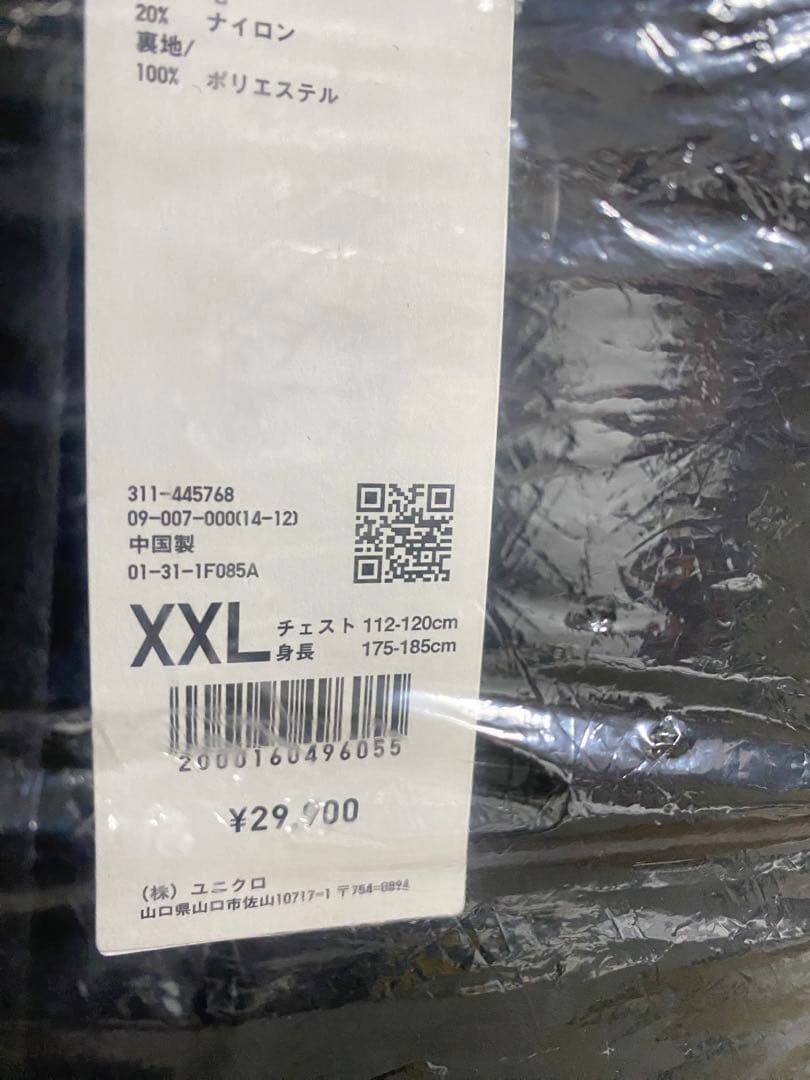 20% ナイロン
裏地/
100% ポリエステル
311-445768
09-007-000(14-12)
中国製
01-31-1F085A
XXL チェスト 112-120cm
身長 175-185cm
2000160496055
¥29,900
(株) ユニクロ
山口県山口市佐山10717-1 〒754-0894